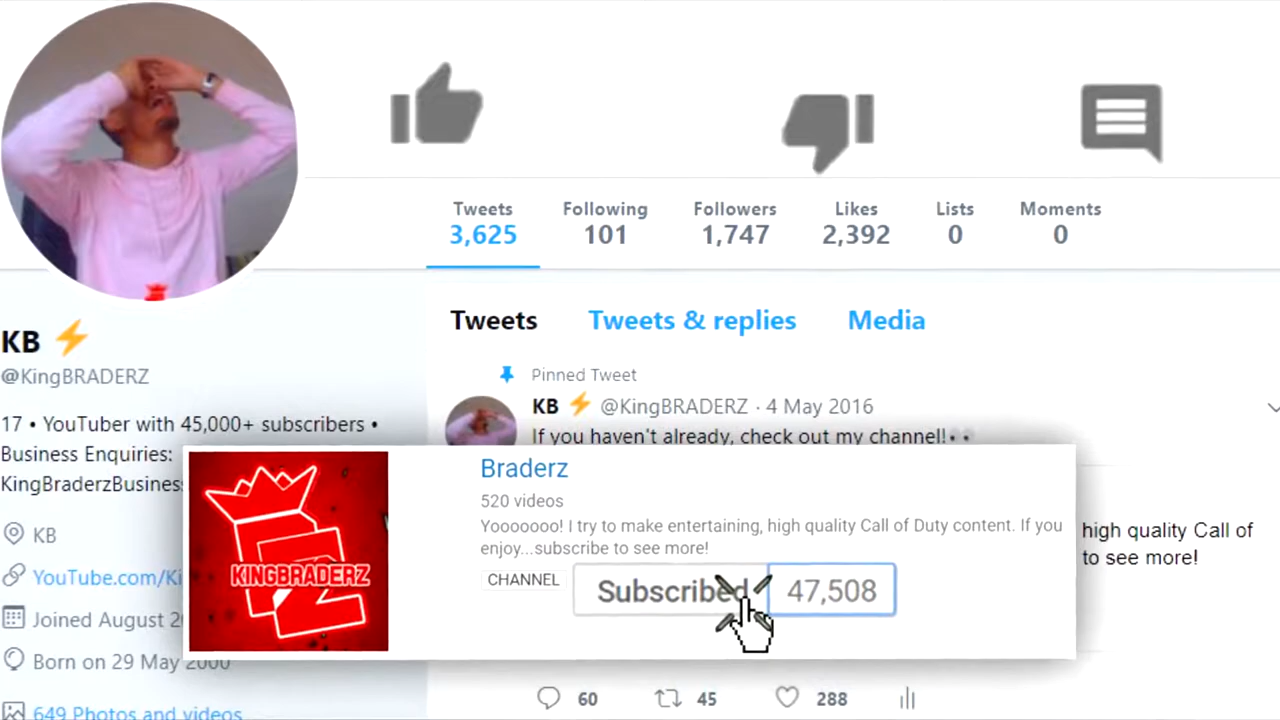 Tweets Following Followers Likes Lists Moments
3,625 101 1,747 2,392 0 0
KB
@KingBRADERZ
17 • YouTuber with 45,000+ subscribers •
Business Enquiries:
KingBraderzBusiness
KB
YouTube.com/Ki
Joined August 2
Born on 29 May 2000
649 Photos and videos
Tweets Tweets & replies Media
Pinned Tweet
KB @KingBRADERZ · 4 May 2016
If you haven't already, check out my channel!
high quality Call of
to see more!
KINGBRADERZ
Braderz
520 videos
Yooooooo! I try to make entertaining, high quality Call of Duty content. If you
enjoy...subscribe to see more!
CHANNEL Subscribed 47,508
60 45 288